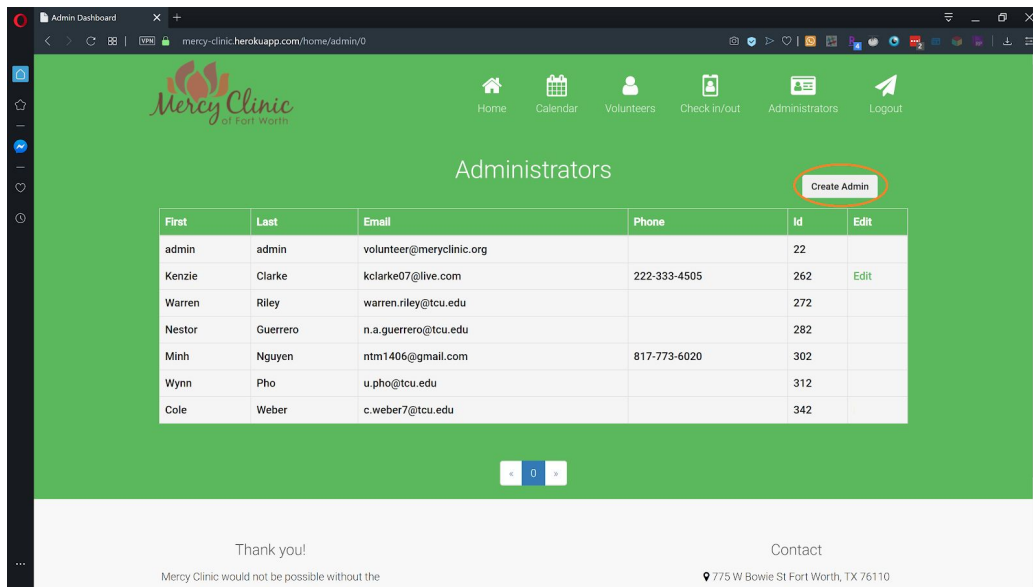 Admin Dashboard
VPN mercy-clinic.herokuapp.com/home/admin/0
Mercy Clinic
of Fort Worth
Home Calendar Volunteers Check in/out Administrators Logout
Administrators
Create Admin
First Last Email Phone Id Edit
admin admin volunteer@meryclinic.org 22
Kenzie Clarke kclarke07@live.com 222-333-4505 262 Edit
Warren Riley warren.riley@tcu.edu 272
Nestor Guerrero n.a.guerrero@tcu.edu 282
Minh Nguyen ntm1406@gmail.com 817-773-6020 302
Wynn Pho u.pho@tcu.edu 312
Cole Weber c.weber7@tcu.edu 342
« 0 »
Thank you! Contact
Mercy Clinic would not be possible without the 775 W Bowie St Fort Worth, TX 76110